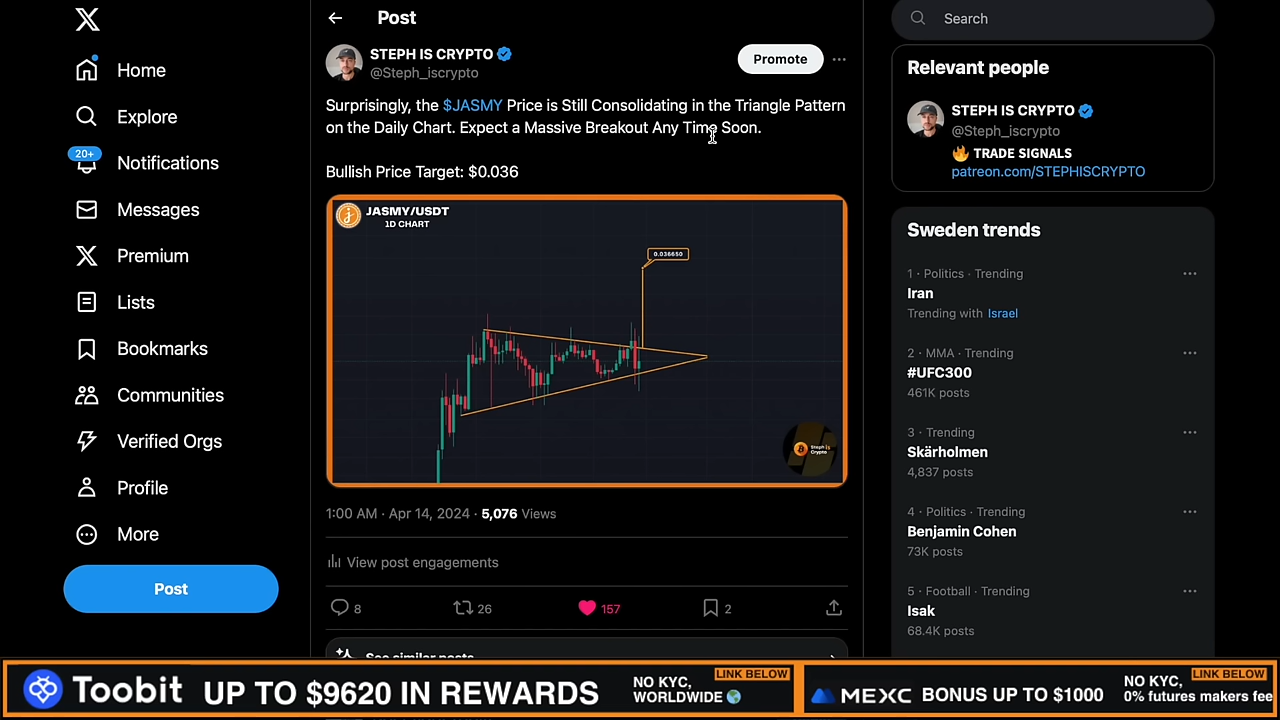 Home
Explore
20+
Notifications
Messages
Premium
Lists
Bookmarks
Communities
Verified Orgs
Profile
More
Post
Post
STEPH IS CRYPTO
@Steph_iscrypto
Promote
Surprisingly, the $JASMY Price is Still Consolidating in the Triangle Pattern
on the Daily Chart. Expect a Massive Breakout Any Time Soon.
Bullish Price Target: $0.036
JASMY/USDT
1D CHART
0.036650
Steph is
Crypto
1:00 AM · Apr 14, 2024 · 5,076 Views
View post engagements
8 26 157 2
See similar posts
Search
Relevant people
STEPH IS CRYPTO
@Steph_iscrypto
🔥 TRADE SIGNALS
patreon.com/STEPHISCRYPTO
Sweden trends
1 · Politics · Trending
Iran
Trending with Israel
2 · MMA · Trending
#UFC300
461K posts
3 · Trending
Skärholmen
4,837 posts
4 · Politics · Trending
Benjamin Cohen
73K posts
5 · Football · Trending
Isak
68.4K posts
Toobit
UP TO $9620 IN REWARDS
NO KYC,
WORLDWIDE 🌎
LINK BELOW
MEXC
BONUS UP TO $1000
NO KYC,
0% futures makers fee
LINK BELOW